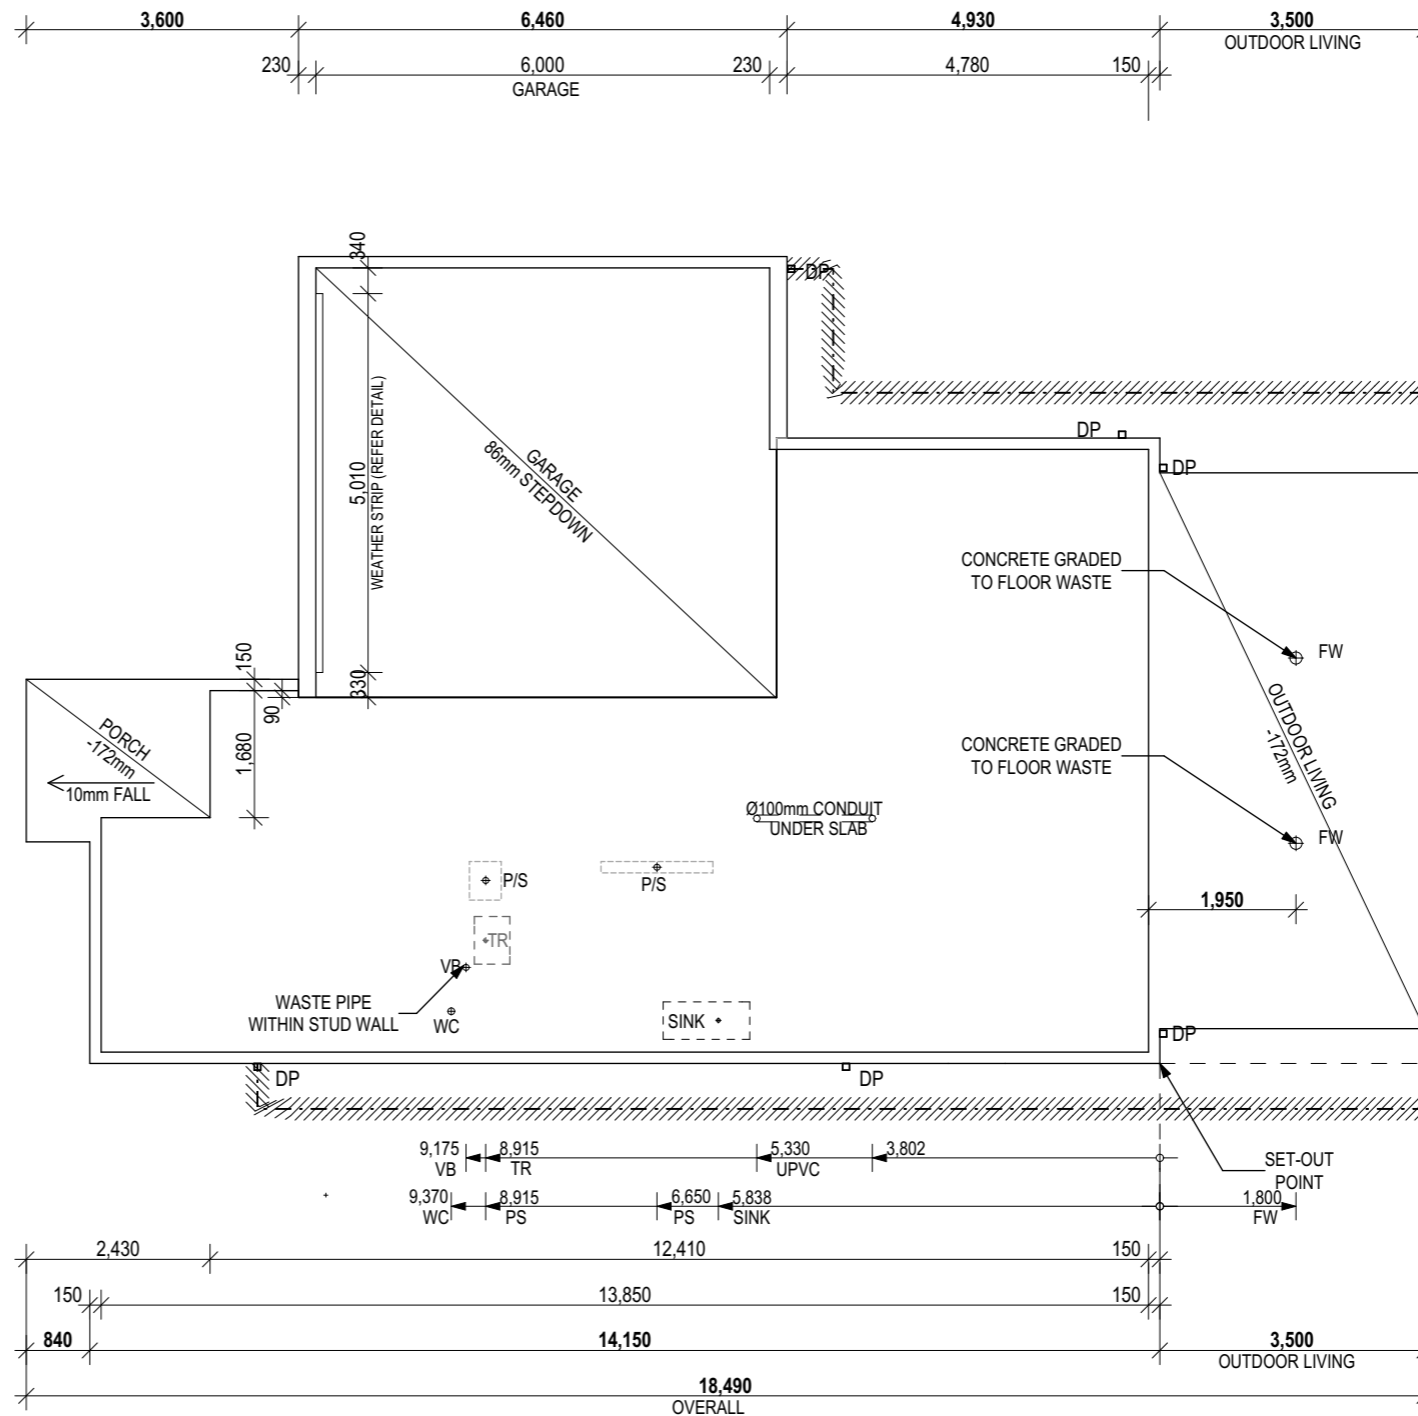 3,600 6,460 4,930 3,500
OUTDOOR LIVING
230 6,000 230 4,780 150
GARAGE
340
DP
5,010
WEATHER STRIP (REFER DETAIL)
GARAGE
86mm STEPDOWN
DP
DP
CONCRETE GRADED
TO FLOOR WASTE
FW
330
150
90
1,680
PORCH
-172mm
10mm FALL
OUTDOOR LIVING
-172mm
CONCRETE GRADED
TO FLOOR WASTE
FW
Ø100mm CONDUIT
UNDER SLAB
P/S
P/S
1,950
TR
VB
WASTE PIPE
WITHIN STUD WALL
WC
SINK
DP
DP
DP
9,175 8,915 5,330 3,802
VB TR UPVC
SET-OUT
POINT
9,370 8,915 6,650 5,838 1,800
WC PS PS SINK FW
2,430 12,410 150
150 13,850 150
840 14,150 3,500
OUTDOOR LIVING
18,490
OVERALL